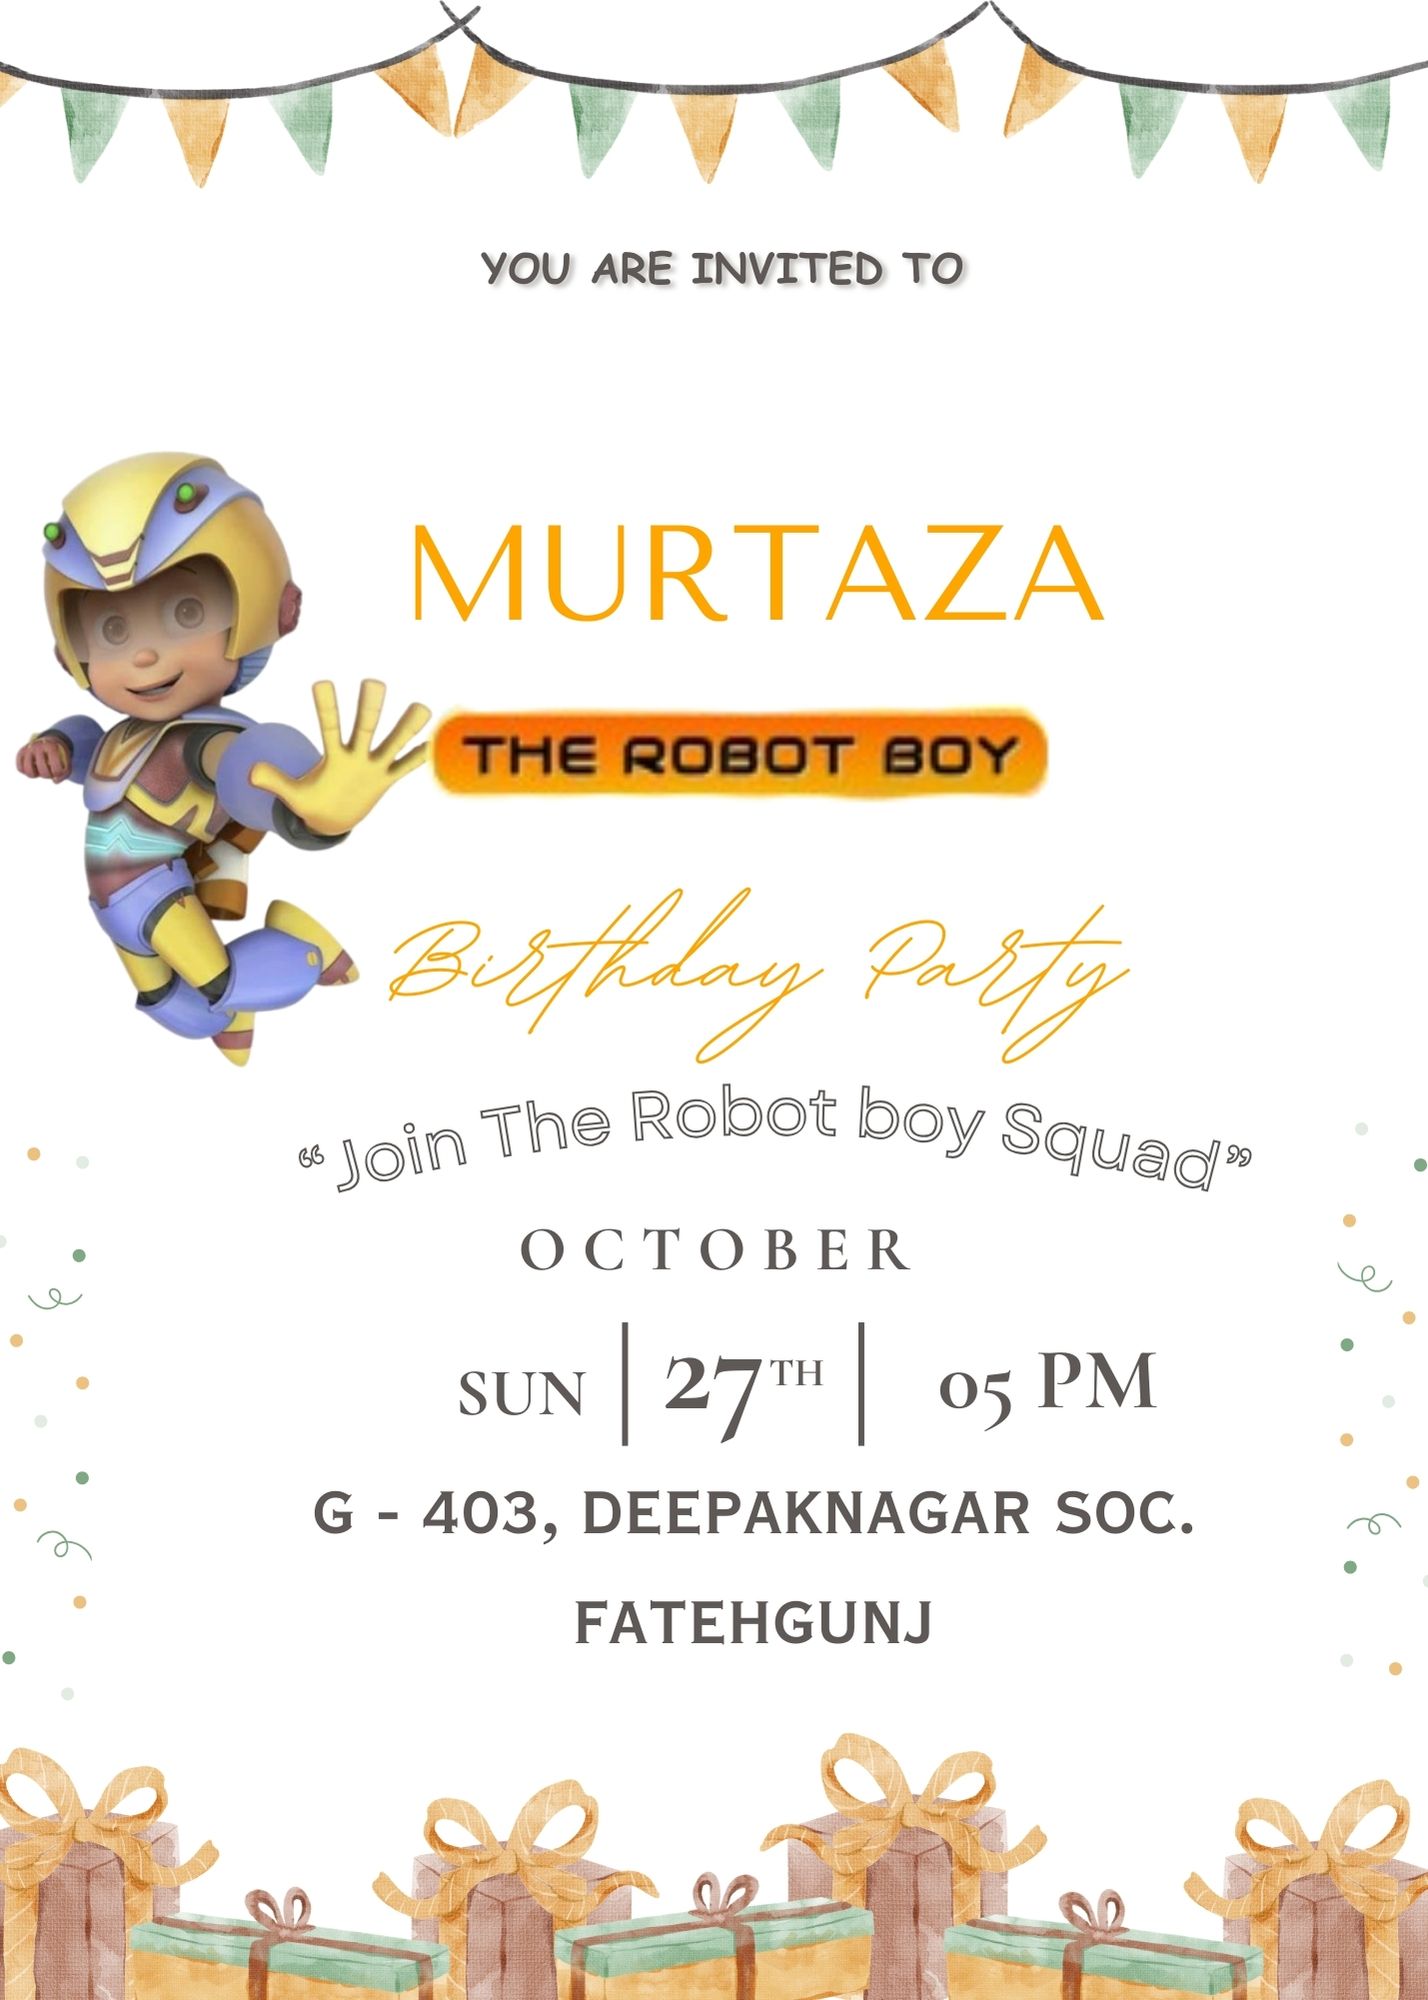 YOU ARE INVITED TO
MURTAZA
THE ROBOT BOY
Birthday Party
“Join The Robot boy Squad”
OCTOBER
SUN | 27TH | 05 PM
G - 403, DEEPAKNAGAR SOC.
FATEHGUNJ